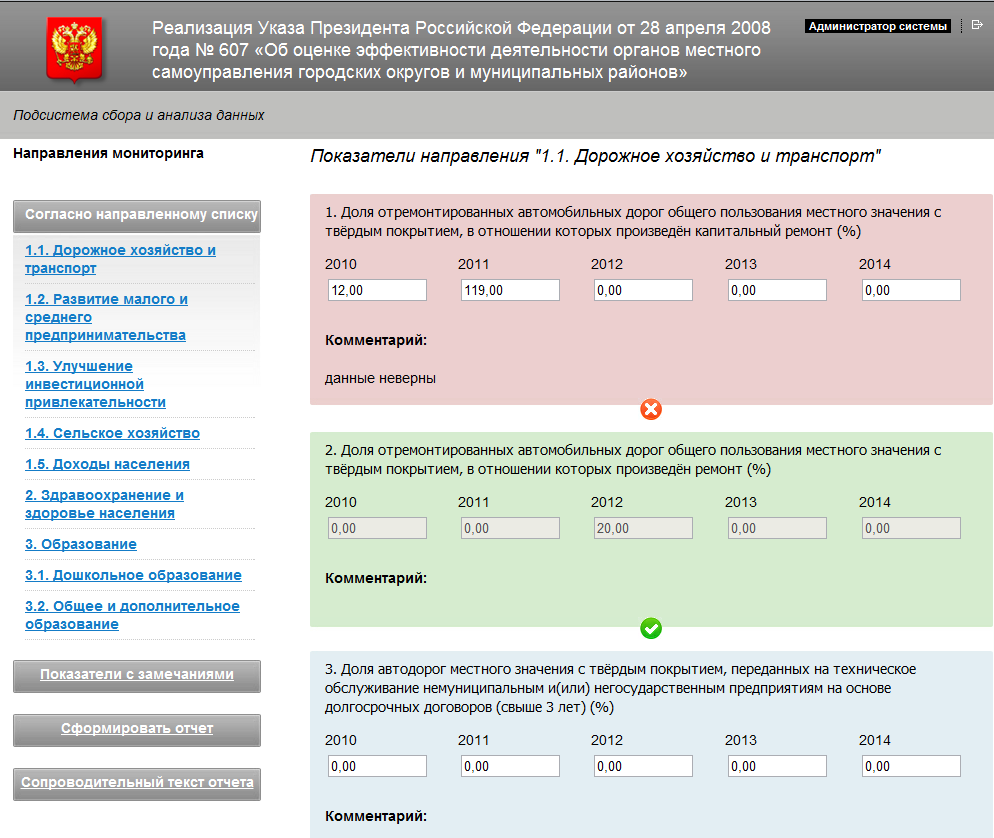 Реализация Указа Президента Российской Федерации от 28 апреля 2008
года № 607 «Об оценке эффективности деятельности органов местного
самоуправления городских округов и муниципальных районов»
Администратор системы
Подсистема сбора и анализа данных
Направления мониторинга
Согласно направленному списку
1.1. Дорожное хозяйство и
транспорт
1.2. Развитие малого и
среднего
предпринимательства
1.3. Улучшение
инвестиционной
привлекательности
1.4. Сельское хозяйство
1.5. Доходы населения
2. Здравоохранение и
здоровье населения
3. Образование
3.1. Дошкольное образование
3.2. Общее и дополнительное
образование
Показатели с замечаниями
Сформировать отчет
Сопроводительный текст отчета
Показатели направления "1.1. Дорожное хозяйство и транспорт"
1. Доля отремонтированных автомобильных дорог общего пользования местного значения с
твёрдым покрытием, в отношении которых произведён капитальный ремонт (%)
2010 2011 2012 2013 2014
12,00 119,00 0,00 0,00 0,00
Комментарий:
данные неверны
2. Доля отремонтированных автомобильных дорог общего пользования местного значения с
твёрдым покрытием, в отношении которых произведён ремонт (%)
2010 2011 2012 2013 2014
0,00 0,00 20,00 0,00 0,00
Комментарий:
3. Доля автодорог местного значения с твёрдым покрытием, переданных на техническое
обслуживание немуниципальным и(или) негосударственным предприятиям на основе
долгосрочных договоров (свыше 3 лет) (%)
2010 2011 2012 2013 2014
0,00 0,00 0,00 0,00 0,00
Комментарий: